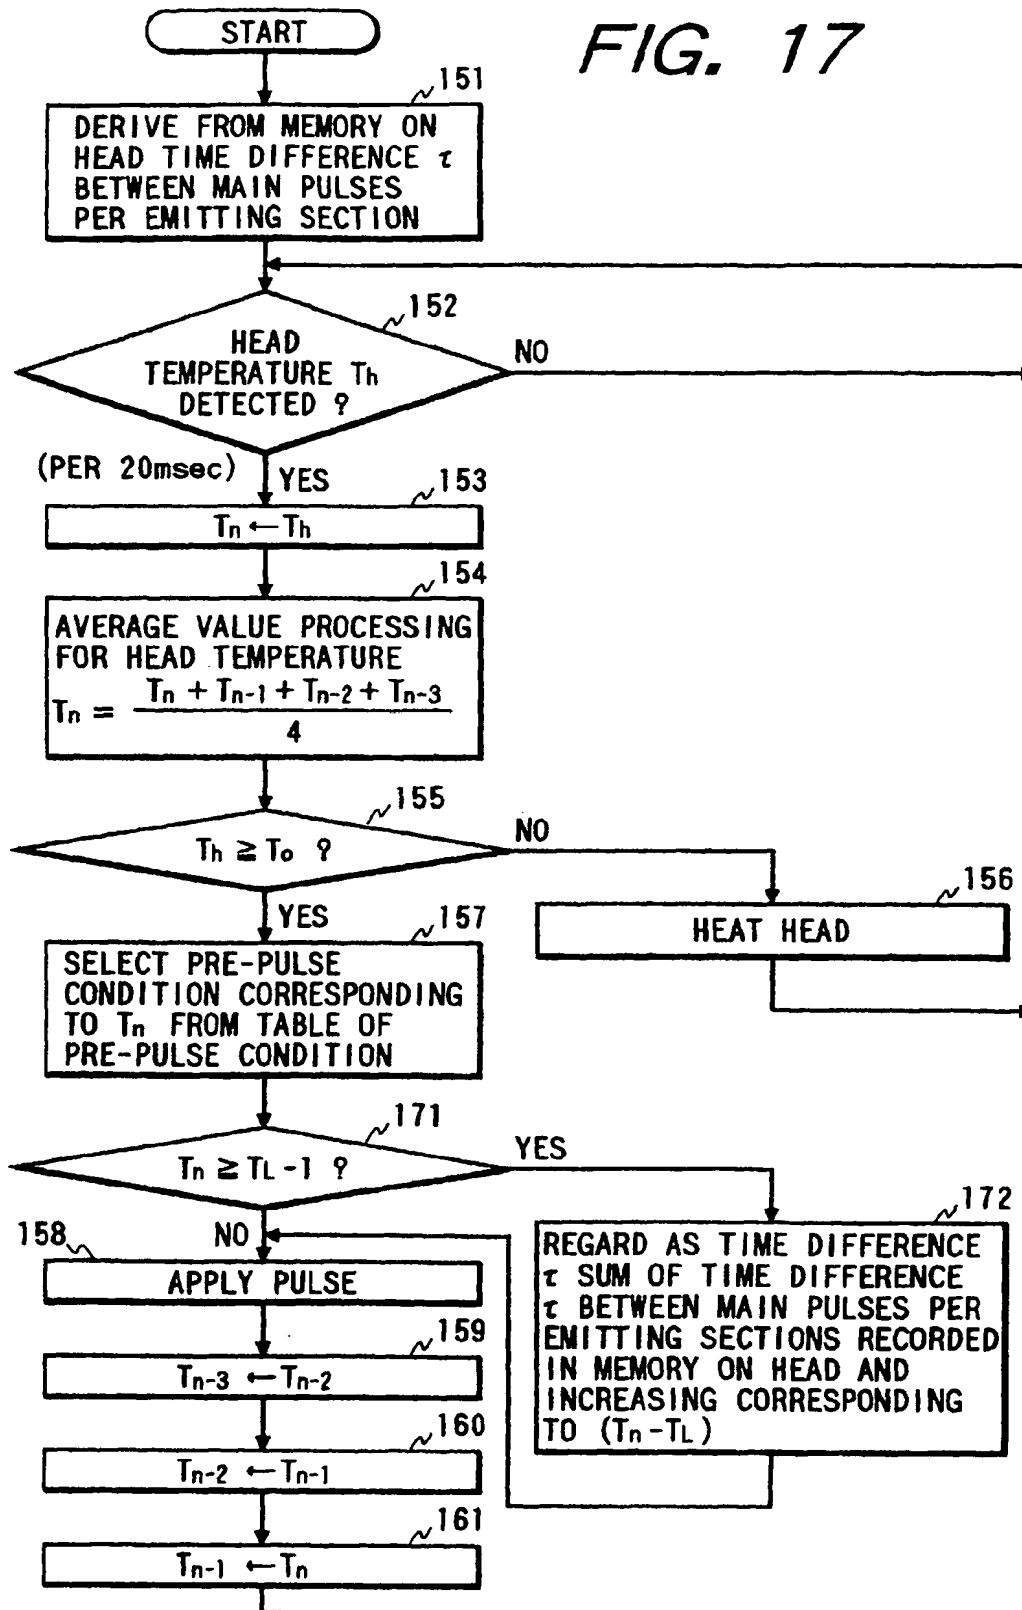 START
FIG. 17
151
DERIVE FROM MEMORY ON
HEAD TIME DIFFERENCE τ
BETWEEN MAIN PULSES
PER EMITTING SECTION
152
HEAD
TEMPERATURE Th
DETECTED ?
NO
(PER 20msec)
YES
153
Tn ← Th
154
AVERAGE VALUE PROCESSING
FOR HEAD TEMPERATURE
Tn = (Tn + Tn-1 + Tn-2 + Tn-3) / 4
155
Th ≧ To ?
NO
156
HEAT HEAD
YES
157
SELECT PRE-PULSE
CONDITION CORRESPONDING
TO Tn FROM TABLE OF
PRE-PULSE CONDITION
171
Tn ≧ TL -1 ?
YES
172
REGARD AS TIME DIFFERENCE
τ SUM OF TIME DIFFERENCE
τ BETWEEN MAIN PULSES PER
EMITTING SECTIONS RECORDED
IN MEMORY ON HEAD AND
INCREASING CORRESPONDING
TO (Tn-TL)
NO
158
APPLY PULSE
159
Tn-3 ← Tn-2
160
Tn-2 ← Tn-1
161
Tn-1 ← Tn